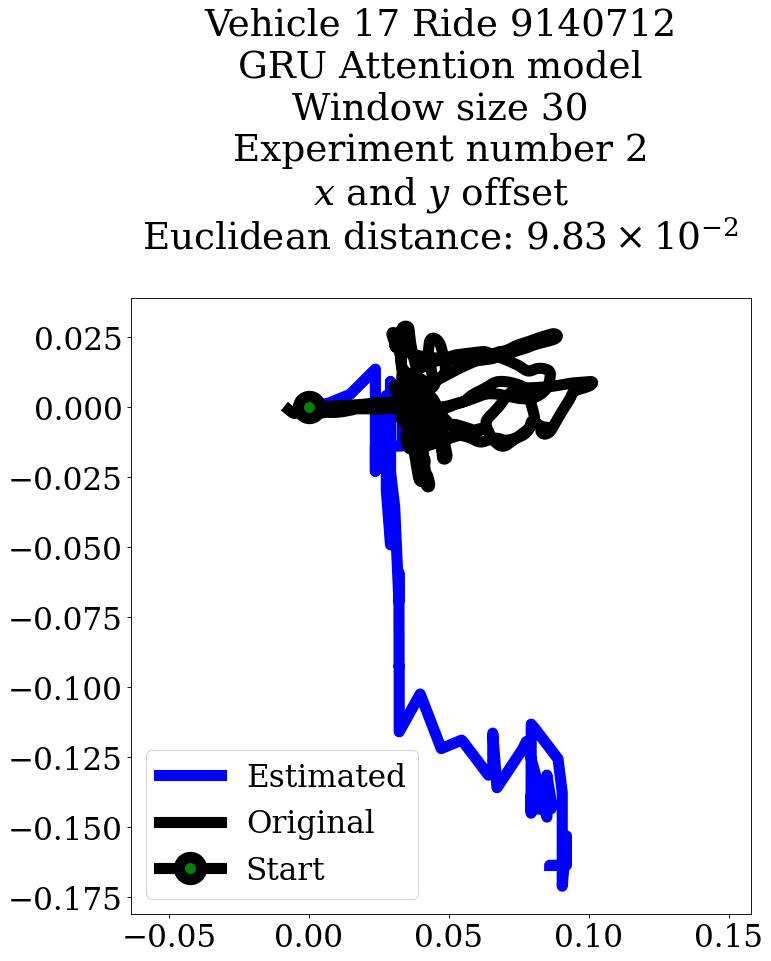 Vehicle 17 Ride 9140712
GRU Attention model
Window size 30
Experiment number 2
x and y offset
Euclidean distance: 9.83 × 10⁻²
0.025
0.000
−0.025
−0.050
−0.075
−0.100
−0.125
−0.150
−0.175
Estimated
Original
Start
−0.05 0.00 0.05 0.10 0.15